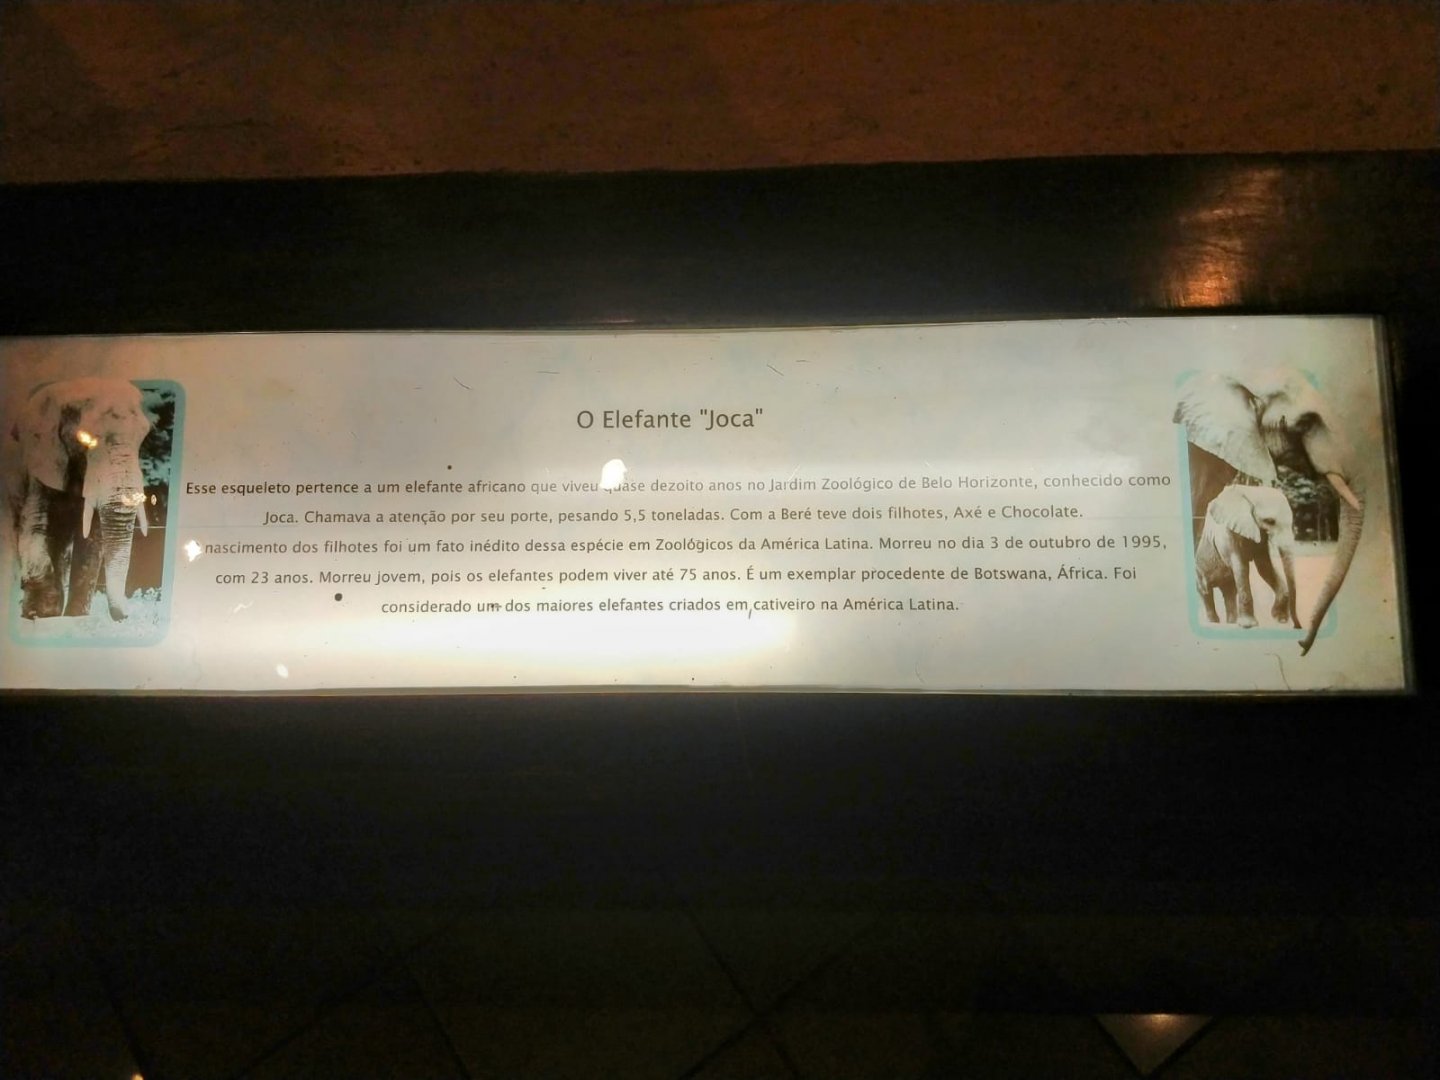 O Elefante "Joca"
Esse esqueleto pertence a um elefante africano que viveu quase dezoito anos no Jardim Zoológico de Belo Horizonte, conhecido como
Joca. Chamava a atenção por seu porte, pesando 5,5 toneladas. Com a Beré teve dois filhotes, Axé e Chocolate.
nascimento dos filhotes foi um fato inédito dessa espécie em Zoológicos da América Latina. Morreu no dia 3 de outubro de 1995,
com 23 anos. Morreu jovem, pois os elefantes podem viver até 75 anos. É um exemplar procedente de Botswana, África. Foi
considerado um dos maiores elefantes criados em cativeiro na América Latina.